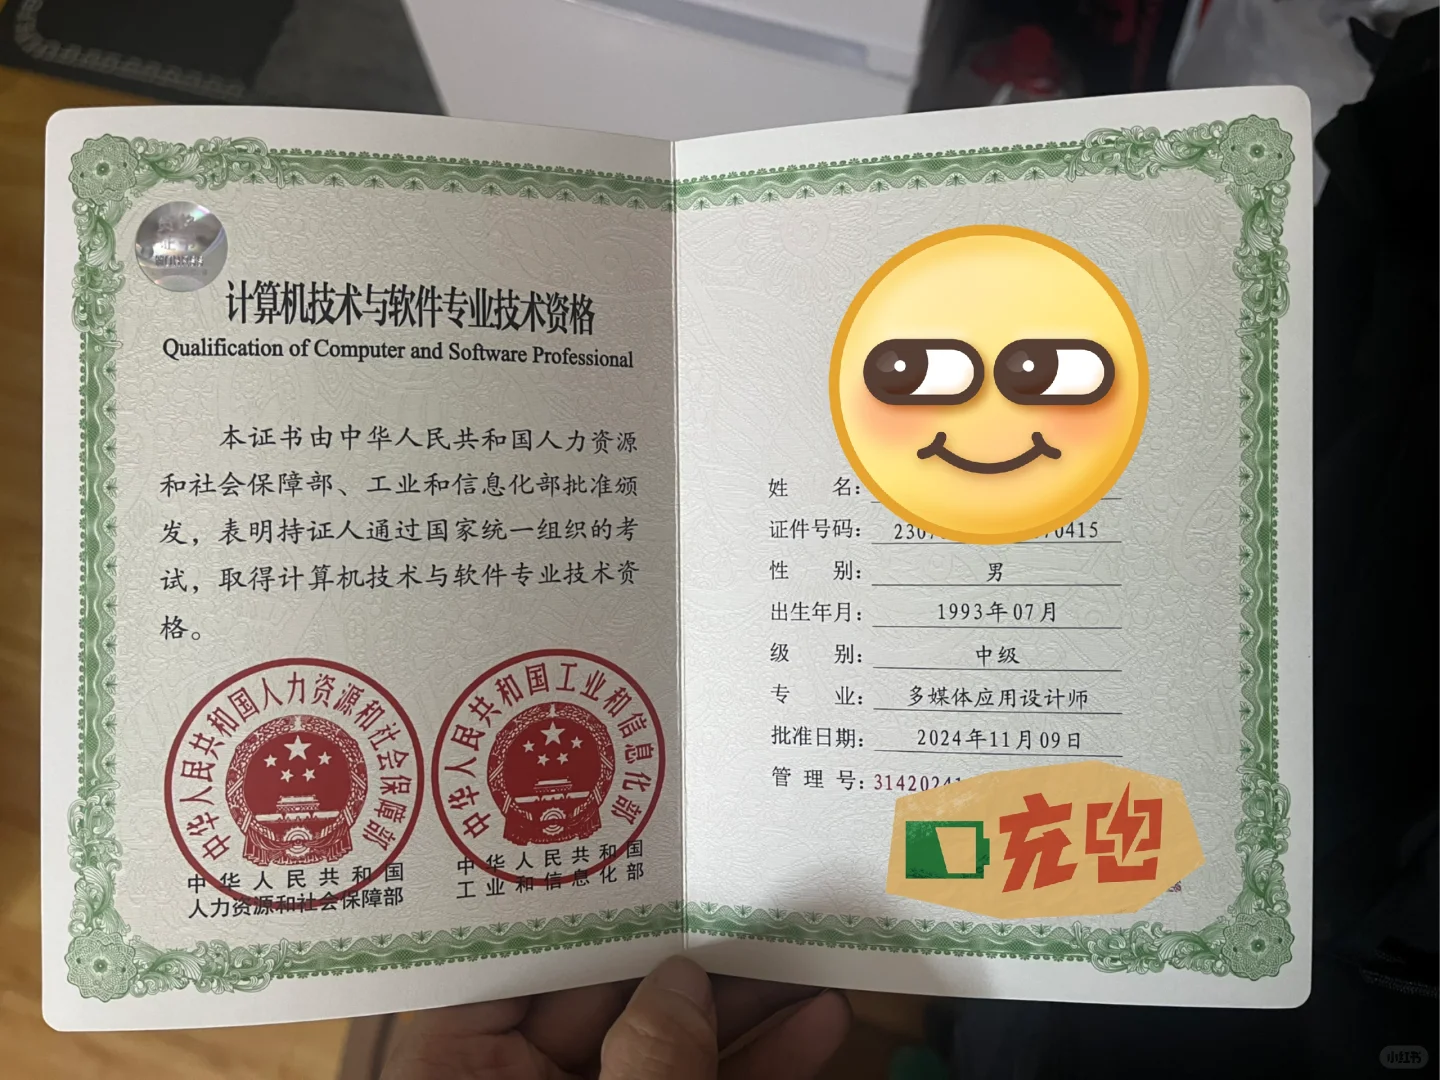 计算机技术与软件专业技术资格
Qualification of Computer and Software Professional
本证书由中华人民共和国人力资源
和社会保障部、工业和信息化部批准颁
发，表明持证人通过国家统一组织的考
试，取得计算机技术与软件专业技术资
格。
中华人民共和国人力资源和社会保障部
中华人民共和国工业和信息化部
中华人民共和国
人力资源和社会保障部
中华人民共和国
工业和信息化部
姓名：
证件号码：2307 70415
性别：男
出生年月：1993年07月
级别：中级
专业：多媒体应用设计师
批准日期：2024年11月09日
管理号：3142024
充电
小红书